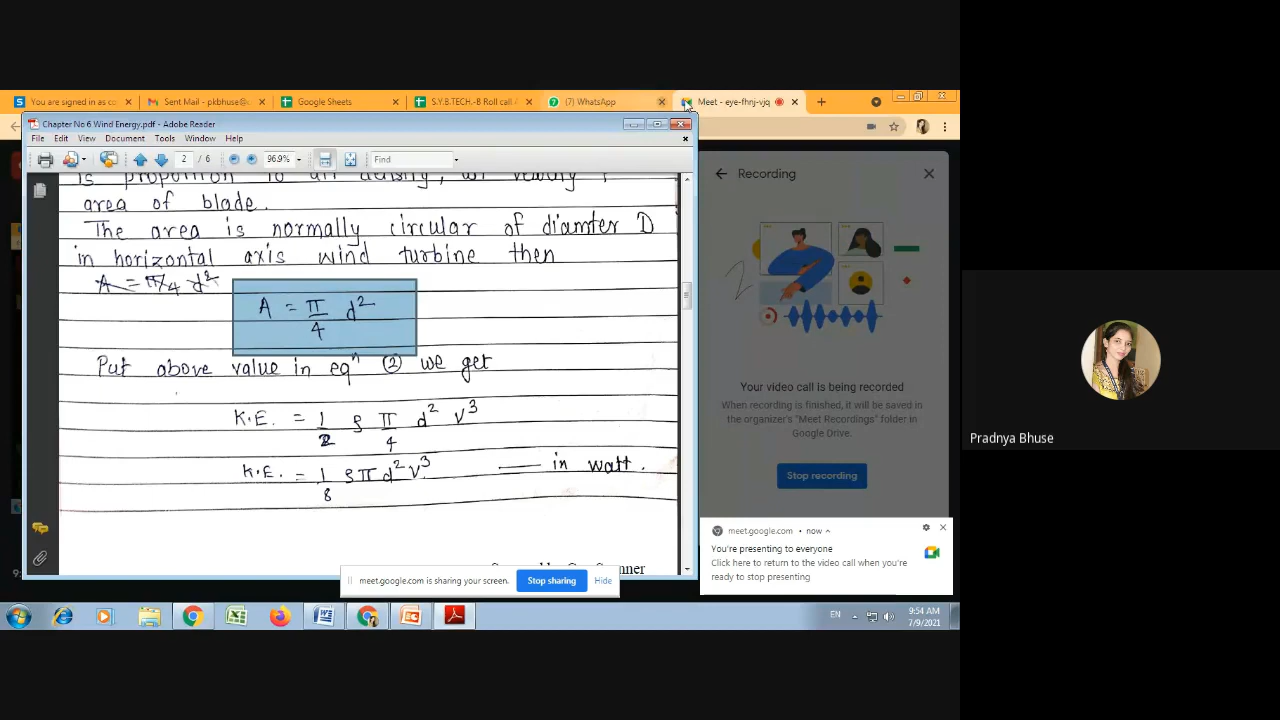 You are signed in as co
Sent Mail - pkbhuse@
Google Sheets
S.Y.B.TECH.-B Roll call
(7) WhatsApp
Meet - eye-fhnj-vjq
Chapter No 6 Wind Energy.pdf - Adobe Reader
File Edit View Document Tools Window Help
2 / 6 96.9% Find
is proportion to air density,
area of blade.
The area is normally circular of diamter D
in horizontal axis wind turbine then
A = π/4 d²
A = π/4 d²
Put above value in eqⁿ ② we get
K.E. = 1/2 ρ π/4 d² v³
K.E. = 1/8 ρπd²v³ — in watt.
Recording
Your video call is being recorded
When recording is finished, it will be saved
in the organizer's "Meet Recordings" folder in
Google Drive.
Stop recording
meet.google.com • now
You're presenting to everyone
Click here to return to the video call when you're
ready to stop presenting
meet.google.com is sharing your screen. Stop sharing Hide
Pradnya Bhuse
EN
9:54 AM
7/9/2021